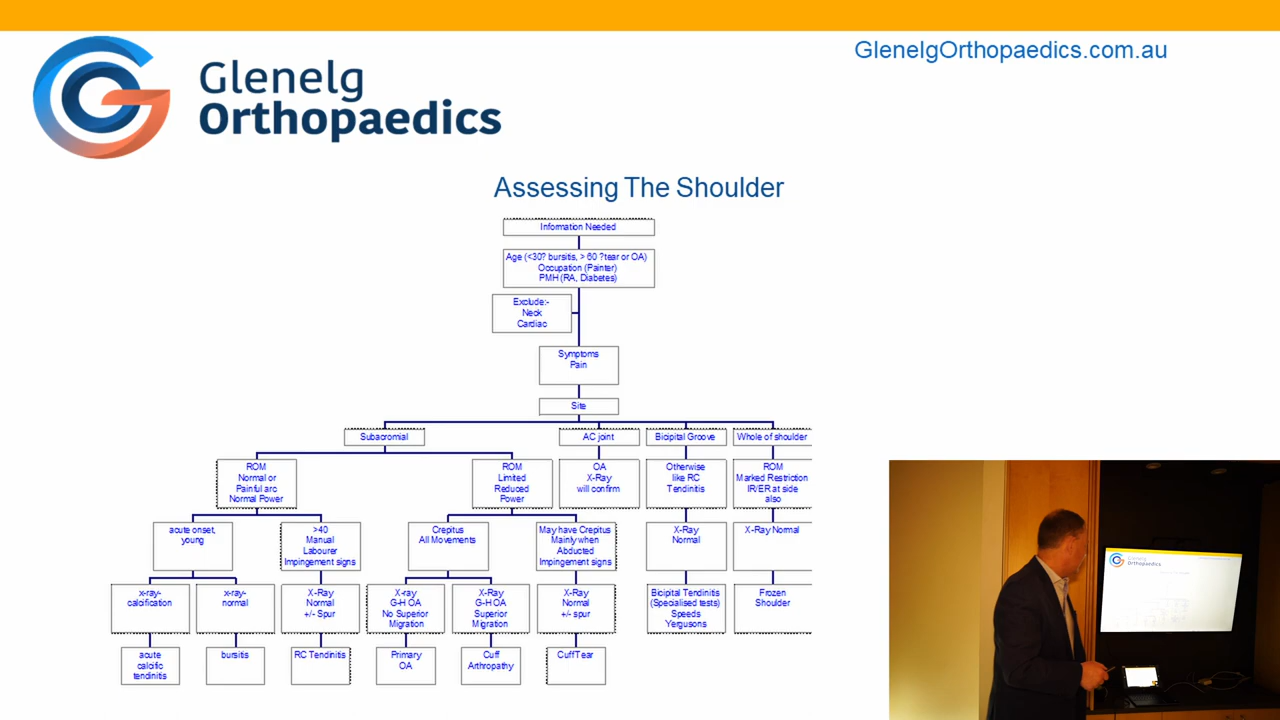 GlenelgOrthopaedics.com.au
Glenelg
Orthopaedics
Assessing The Shoulder
Information Needed
Age (<30? bursitis, > 60 ?tear or OA)
Occupation (Painter)
PMH (RA, Diabetes)
Exclude:-
Neck
Cardiac
Symptoms
Pain
Site
Subacromial
AC joint
Bicipital Groove
Whole of shoulder
ROM
Normal or
Painful arc
Normal Power
ROM
Limited
Reduced
Power
OA
X-Ray
will confirm
Otherwise
like RC
Tendinitis
ROM
Marked Restriction
IR/ER at side
also
acute onset,
young
>40
Manual
Labourer
Impingement signs
Crepitus
All Movements
May have Crepitus
Mainly when
Abducted
Impingement signs
X-Ray
Normal
X-Ray Normal
x-ray-
calcification
x-ray-
normal
X-Ray
Normal
+/- Spur
X-ray
G-H OA
No Superior
Migration
X-Ray
G-H OA
Superior
Migration
X-Ray
Normal
+/- spur
Bicipital Tendinitis
(Specialised tests)
Speeds
Yergusons
Frozen
Shoulder
acute
calcific
tendinitis
bursitis
RC Tendinitis
Primary
OA
Cuff
Arthropathy
Cuff Tear
Glenelg
Orthopaedics